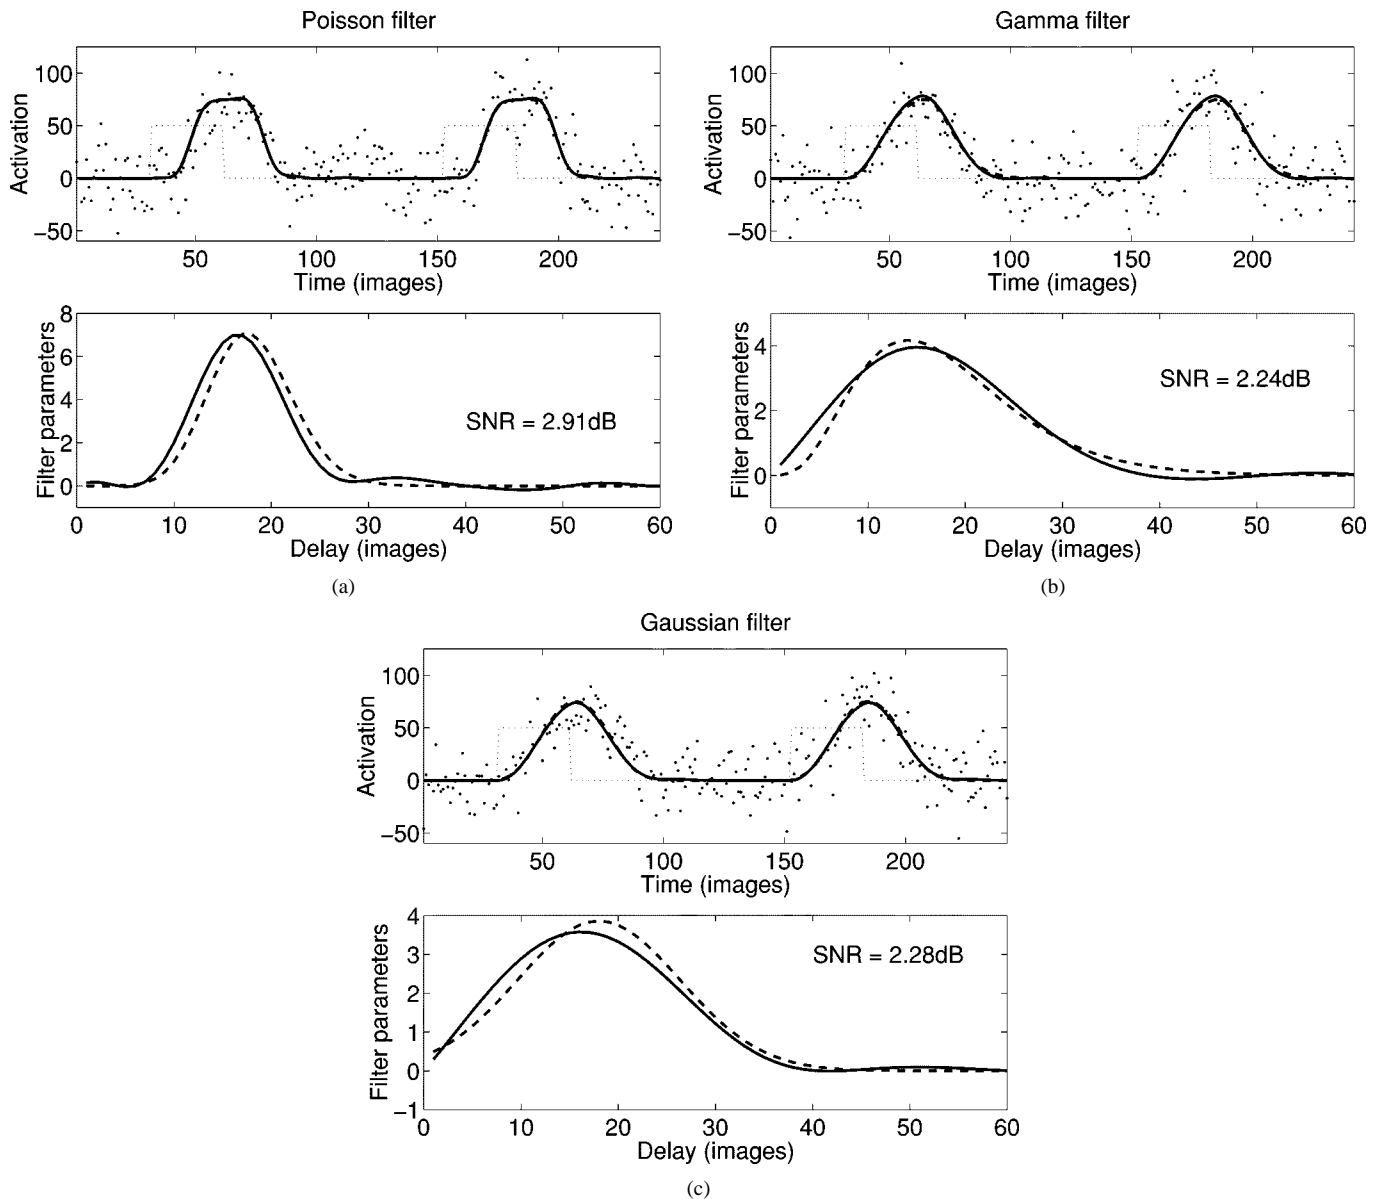 Poisson filter
100
50
0
−50
Activation
50
100
150
200
Time (images)
8
6
4
2
0
Filter parameters
SNR = 2.91dB
0
10
20
30
40
50
60
Delay (images)
(a)
Gamma filter
100
50
0
−50
Activation
50
100
150
200
Time (images)
4
2
0
Filter parameters
SNR = 2.24dB
0
10
20
30
40
50
60
Delay (images)
(b)
Gaussian filter
100
50
0
−50
Activation
50
100
150
200
Time (images)
4
3
2
1
0
−1
Filter parameters
SNR = 2.28dB
0
10
20
30
40
50
60
Delay (images)
(c)